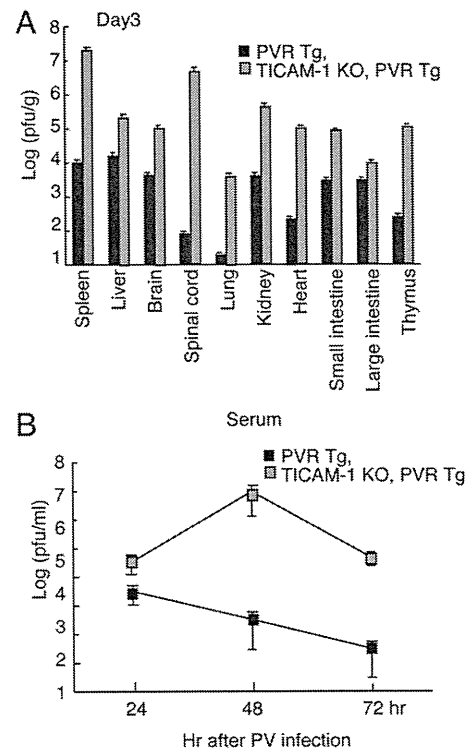 A
Day3
PVR Tg,
TICAM-1 KO, PVR Tg
Log (pfu/g)
8
7
6
5
4
3
2
1
Spleen
Liver
Brain
Spinal cord
Lung
Kidney
Heart
Small intestine
Large intestine
Thymus
B
Serum
PVR Tg,
TICAM-1 KO, PVR Tg
Log (pfu/ml)
8
7
6
5
4
3
2
1
24
48
72 hr
Hr after PV infection